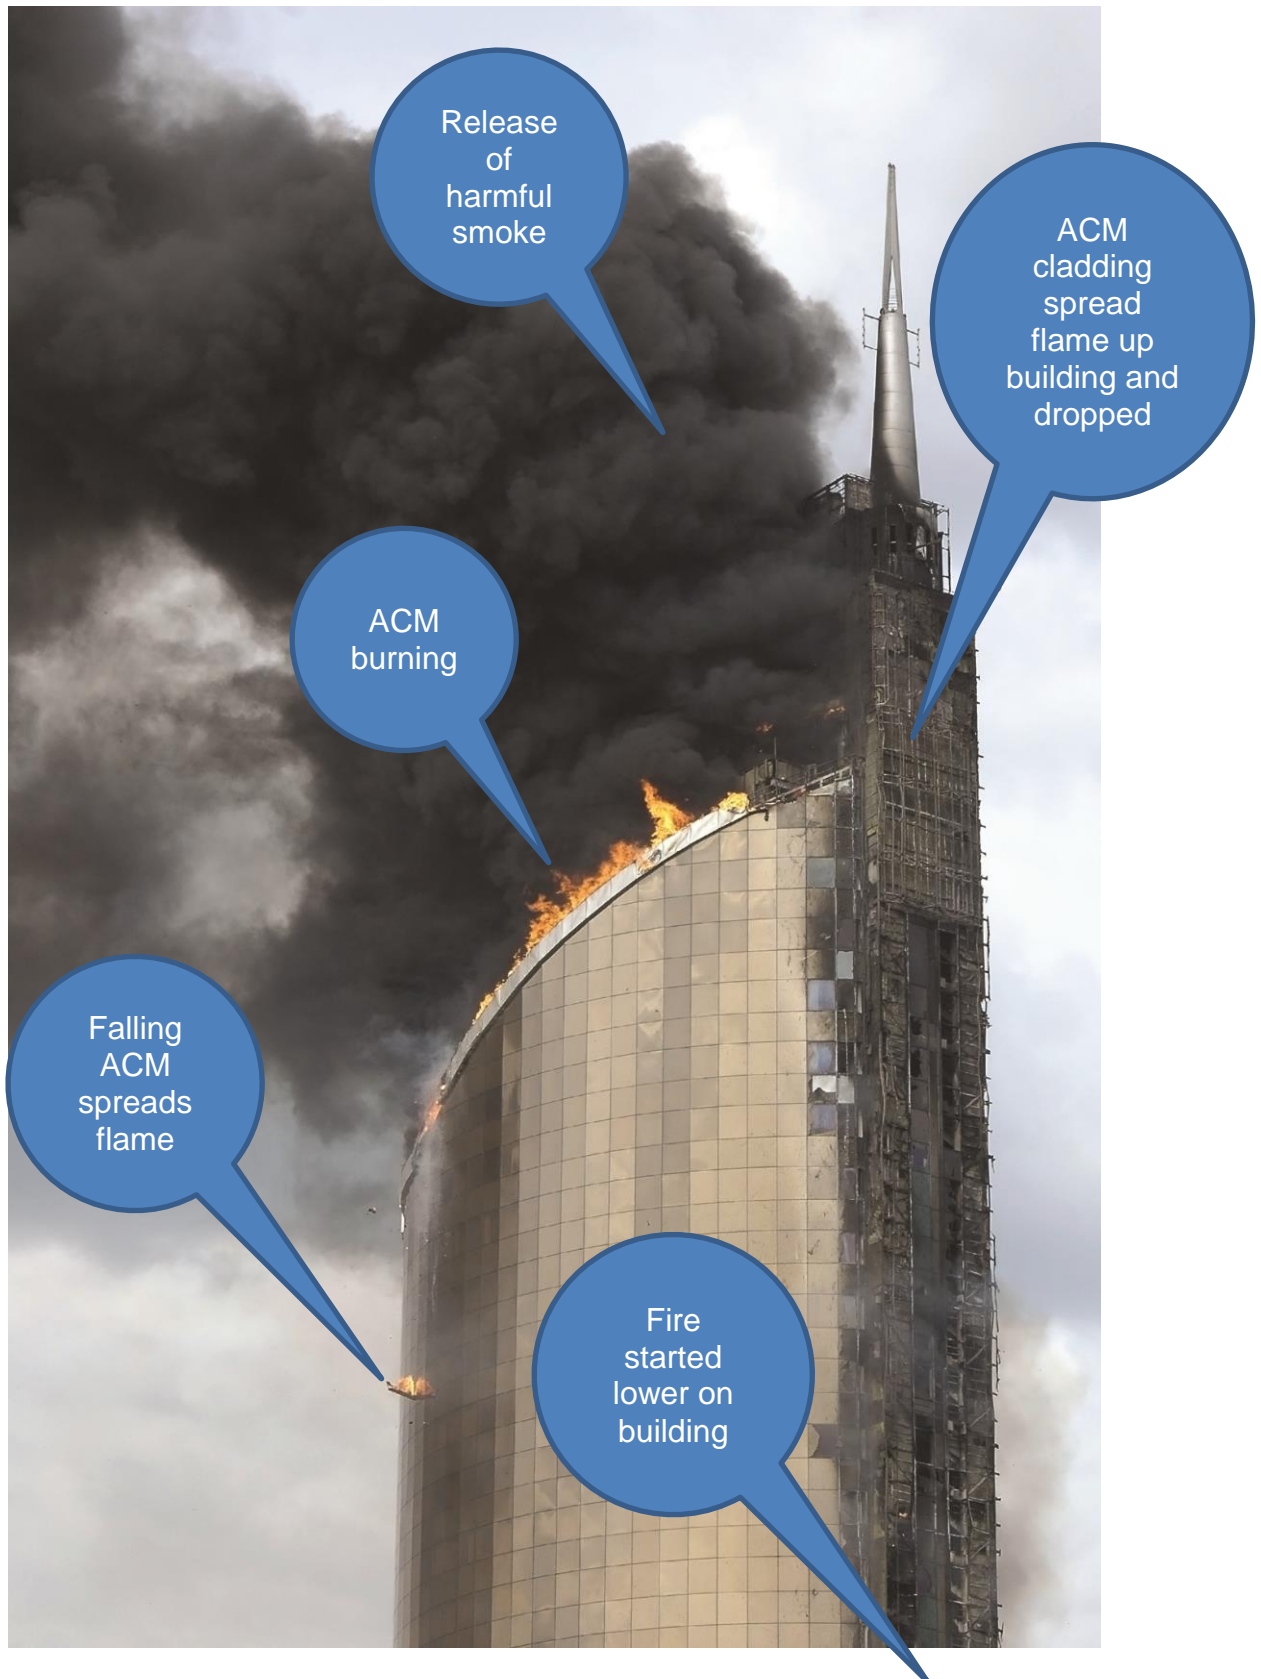 Release
of
harmful
smoke
ACM
cladding
spread
flame up
building and
dropped
ACM
burning
Falling
ACM
spreads
flame
Fire
started
lower on
building